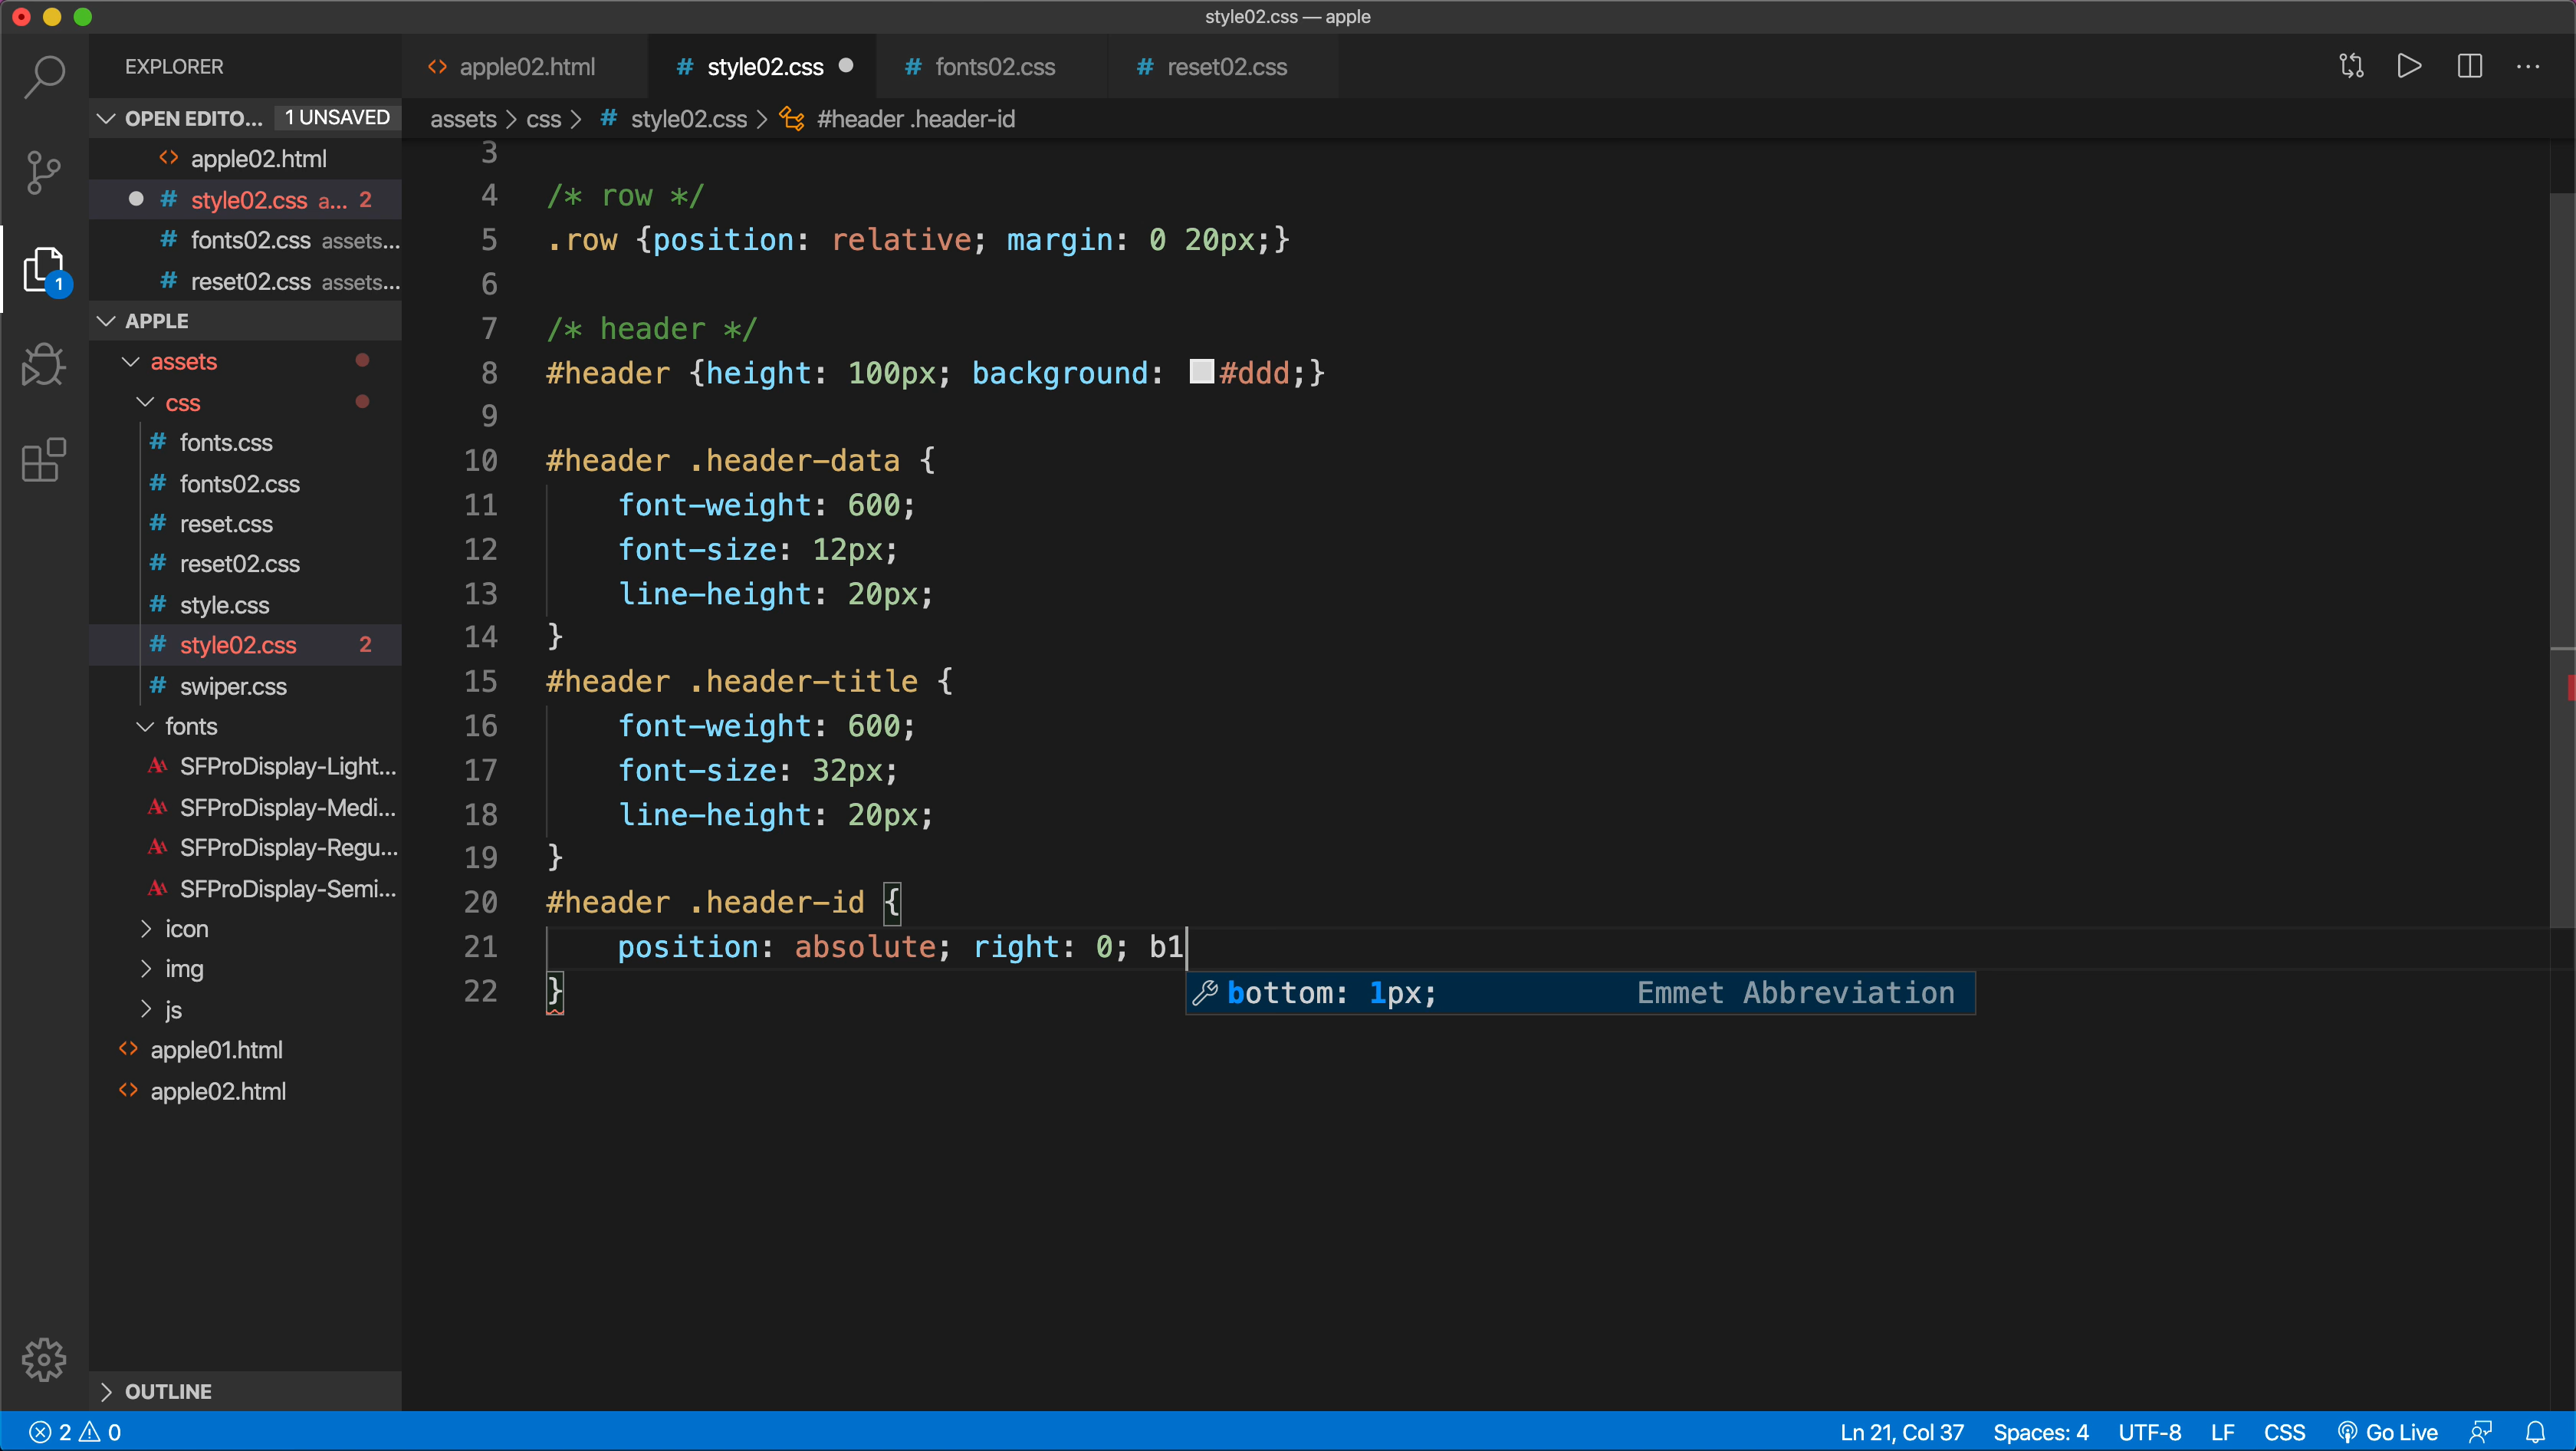 style02.css — apple
EXPLORER
OPEN EDITO... 1 UNSAVED
apple02.html
style02.css a... 2
fonts02.css assets...
reset02.css assets...
APPLE
assets
css
fonts.css
fonts02.css
reset.css
reset02.css
style.css
style02.css 2
swiper.css
fonts
SFProDisplay-Light...
SFProDisplay-Medi...
SFProDisplay-Regu...
SFProDisplay-Semi...
icon
img
js
apple01.html
apple02.html
OUTLINE
1
apple02.html # style02.css # fonts02.css # reset02.css
assets > css > # style02.css > #header .header-id
3
4 /* row */
5 .row {position: relative; margin: 0 20px;}
6
7 /* header */
8 #header {height: 100px; background: #ddd;}
9
10 #header .header-data {
11 font-weight: 600;
12 font-size: 12px;
13 line-height: 20px;
14 }
15 #header .header-title {
16 font-weight: 600;
17 font-size: 32px;
18 line-height: 20px;
19 }
20 #header .header-id {
21 position: absolute; right: 0; b1
22 }
bottom: 1px; Emmet Abbreviation
2 0 Ln 21, Col 37 Spaces: 4 UTF-8 LF CSS Go Live